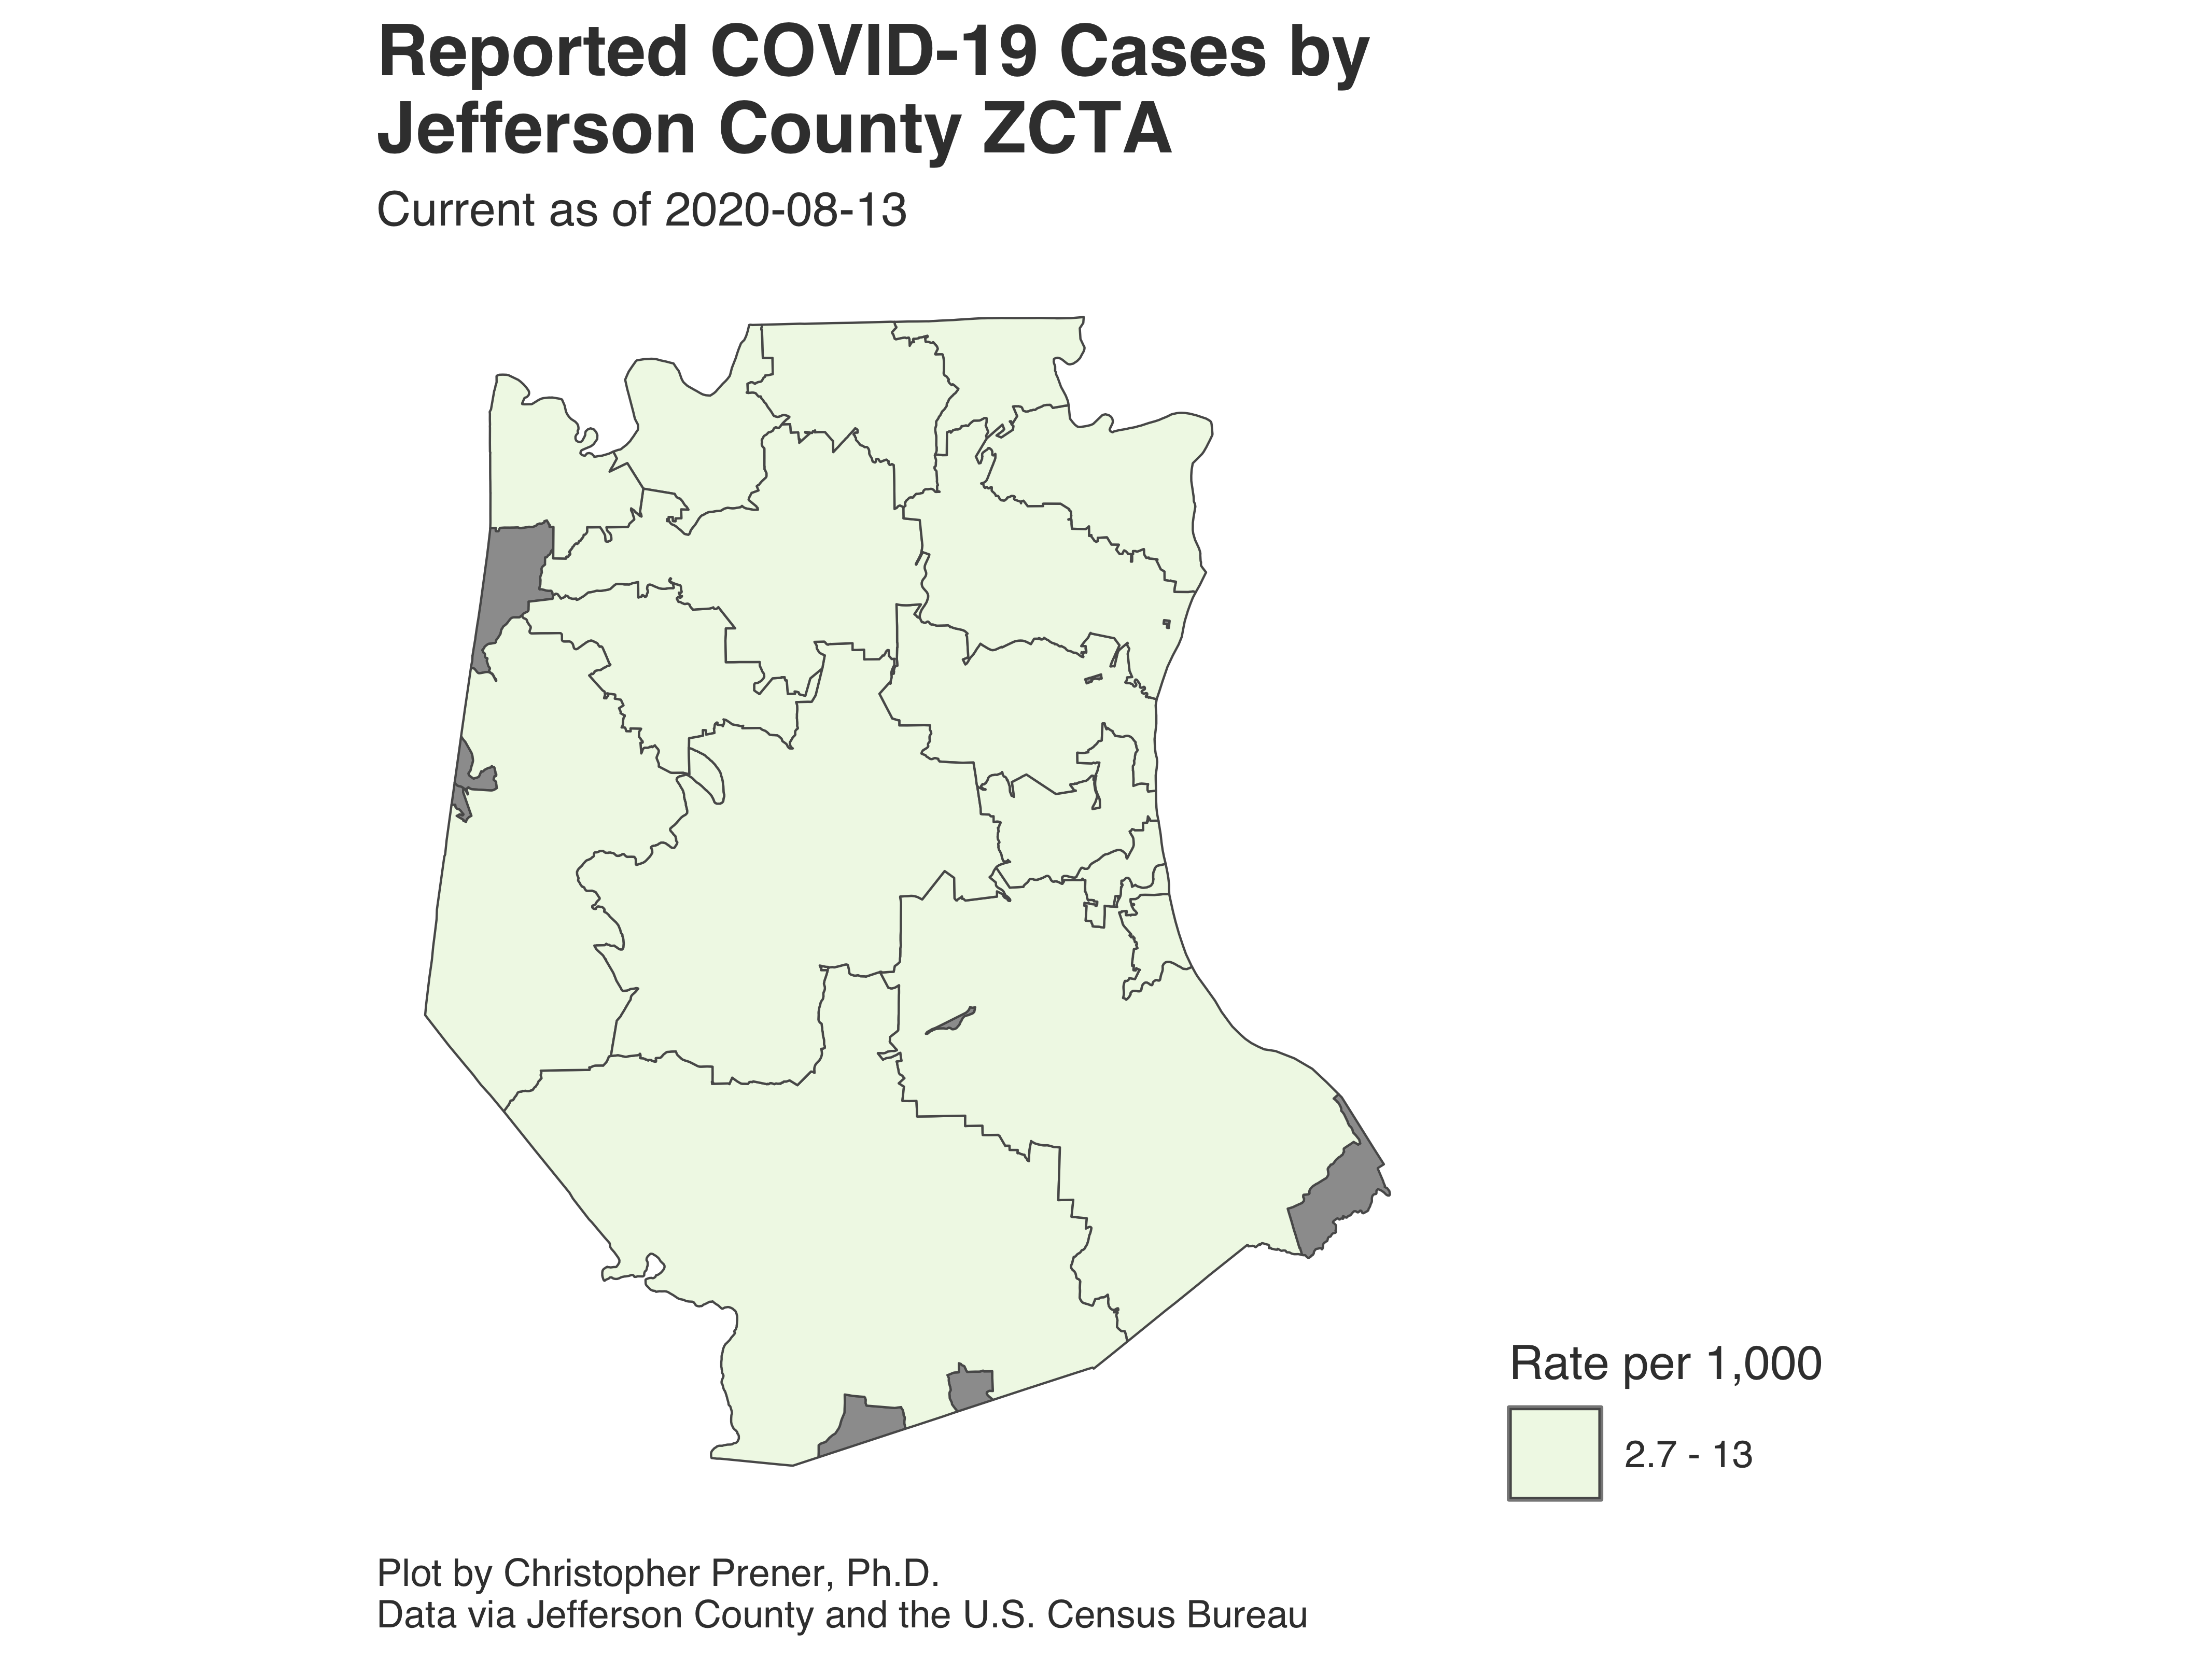 Reported COVID-19 Cases by
Jefferson County ZCTA
Current as of 2020-08-13
Rate per 1,000
2.7 - 13
Plot by Christopher Prener, Ph.D.
Data via Jefferson County and the U.S. Census Bureau